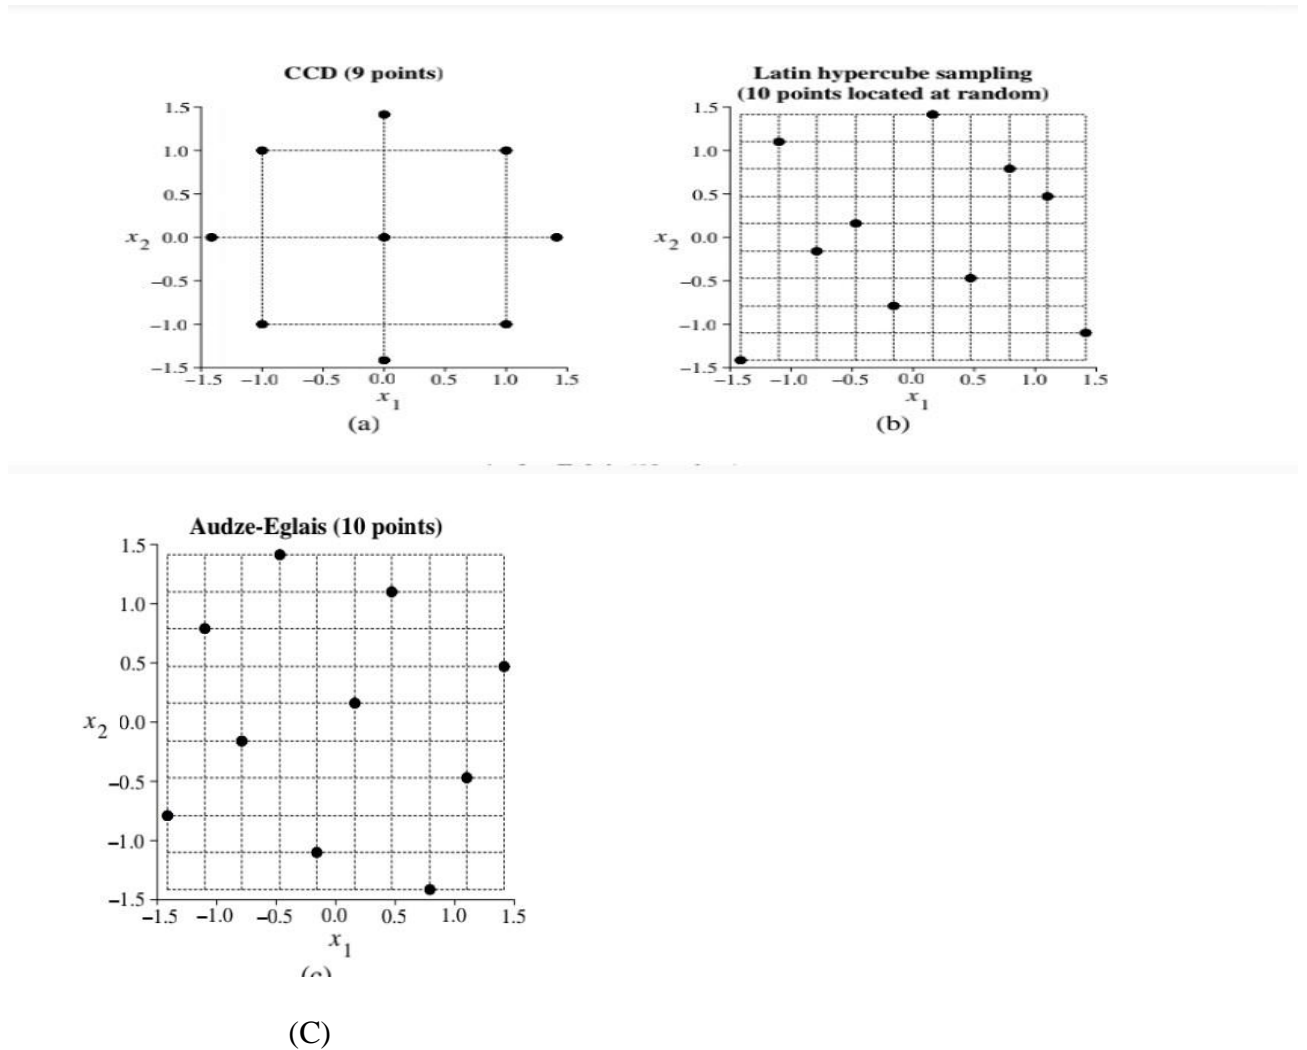 CCD (9 points)
1.5
1.0
0.5
x2 0.0
−0.5
−1.0
−1.5
−1.5 −1.0 −0.5 0.0 0.5 1.0 1.5
x1
(a)
Latin hypercube sampling
(10 points located at random)
1.5
1.0
0.5
x2 0.0
−0.5
−1.0
−1.5
−1.5 −1.0 −0.5 0.0 0.5 1.0 1.5
x1
(b)
Audze-Eglais (10 points)
1.5
1.0
0.5
x2 0.0
−0.5
−1.0
−1.5
−1.5 −1.0 −0.5 0.0 0.5 1.0 1.5
x1
(c)
(C)